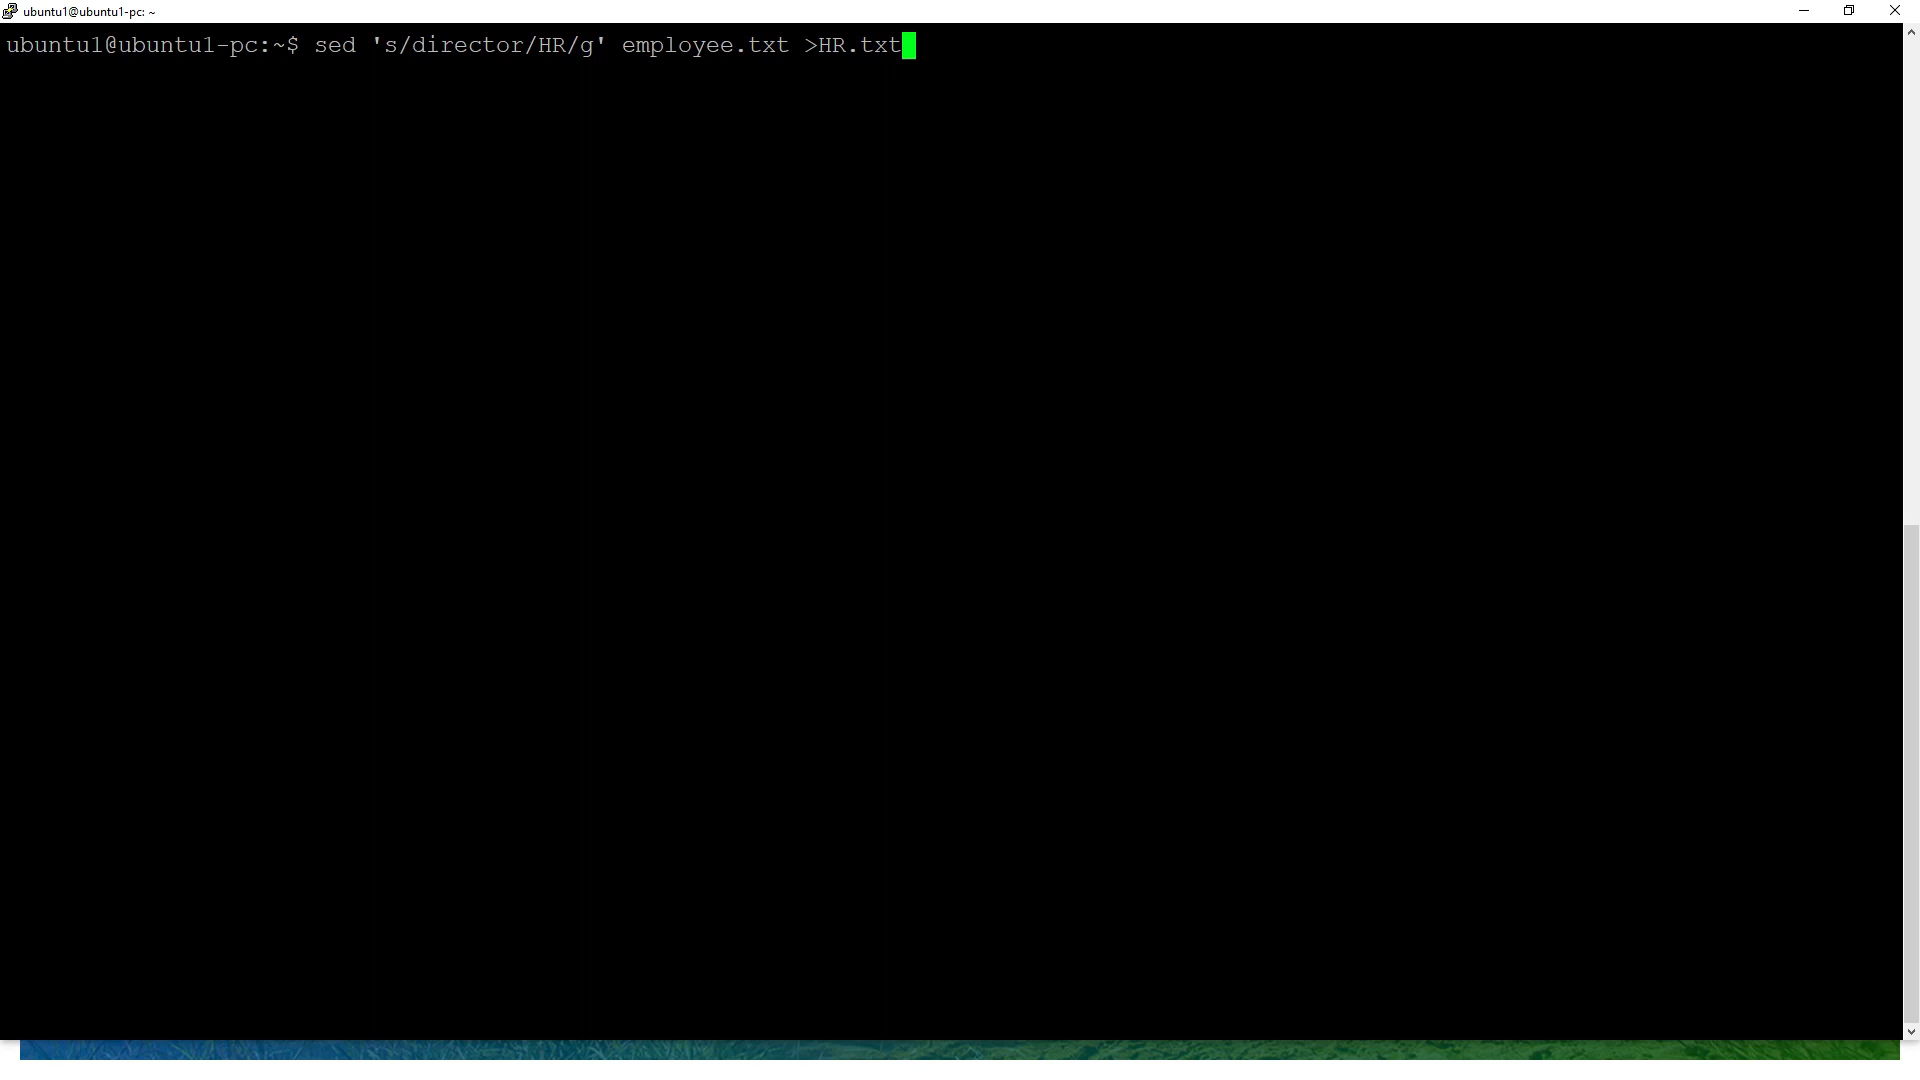 ubuntu1@ubuntu1-pc: ~
ubuntu1@ubuntu1-pc:~$ sed 's/director/HR/g' employee.txt >HR.txt